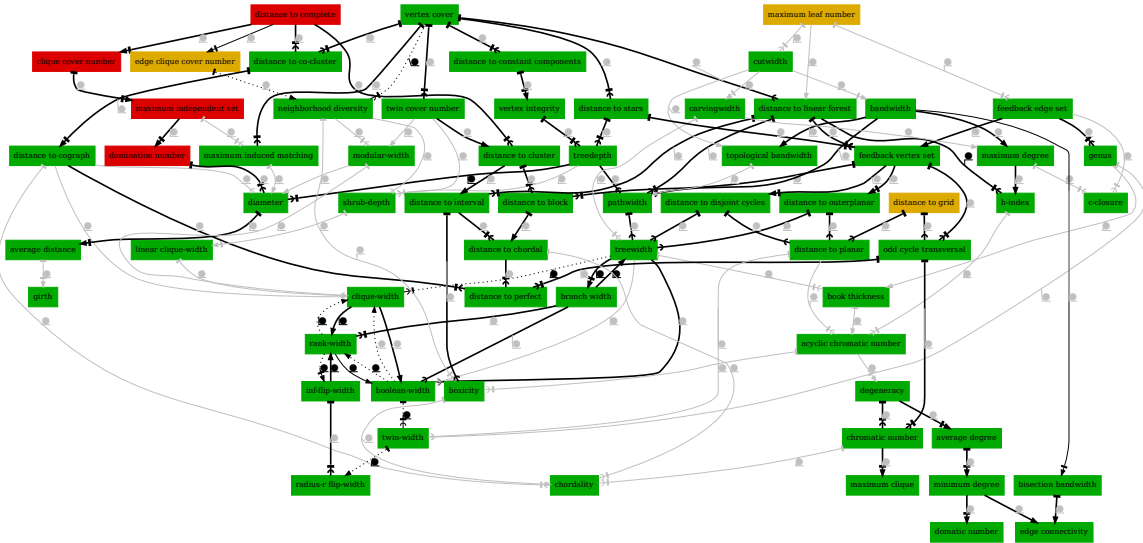 distance to complete
vertex cover
maximum leaf number
clique cover number
edge clique cover number
distance to co-cluster
distance to constant components
cutwidth
maximum independent set
neighborhood diversity
twin-cover number
vertex integrity
distance to stars
carvingwidth
distance to linear forest
bandwidth
feedback edge set
distance to cograph
domination number
maximum induced matching
modular-width
distance to cluster
treedepth
topological bandwidth
feedback vertex set
maximum degree
genus
diameter
shrub-depth
distance to interval
distance to block
pathwidth
distance to disjoint cycles
distance to outerplanar
distance to grid
h-index
c-closure
average distance
linear clique-width
distance to chordal
treewidth
distance to planar
odd cycle transversal
girth
clique-width
distance to perfect
branch width
book thickness
rank-width
acyclic chromatic number
inf-flip-width
boolean-width
boxicity
degeneracy
twin-width
chromatic number
average degree
radius-r flip-width
chordality
maximum clique
minimum degree
bisection bandwidth
domatic number
edge connectivity